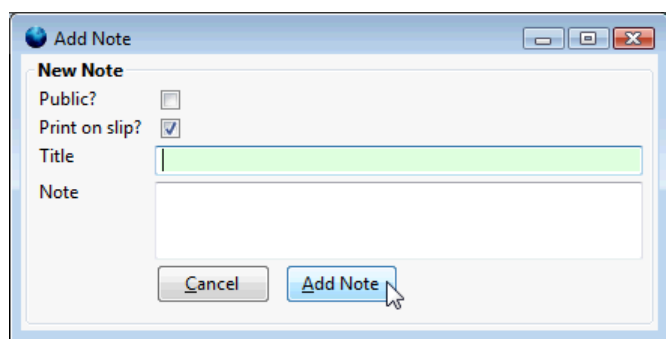 Add Note
New Note
Public?
Print on slip?
Title
Note
Cancel
Add Note